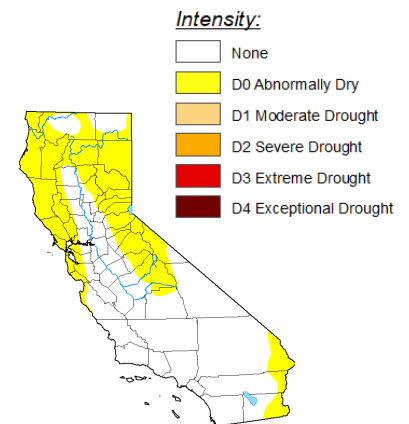 Intensity:
None
D0 Abnormally Dry
D1 Moderate Drought
D2 Severe Drought
D3 Extreme Drought
D4 Exceptional Drought